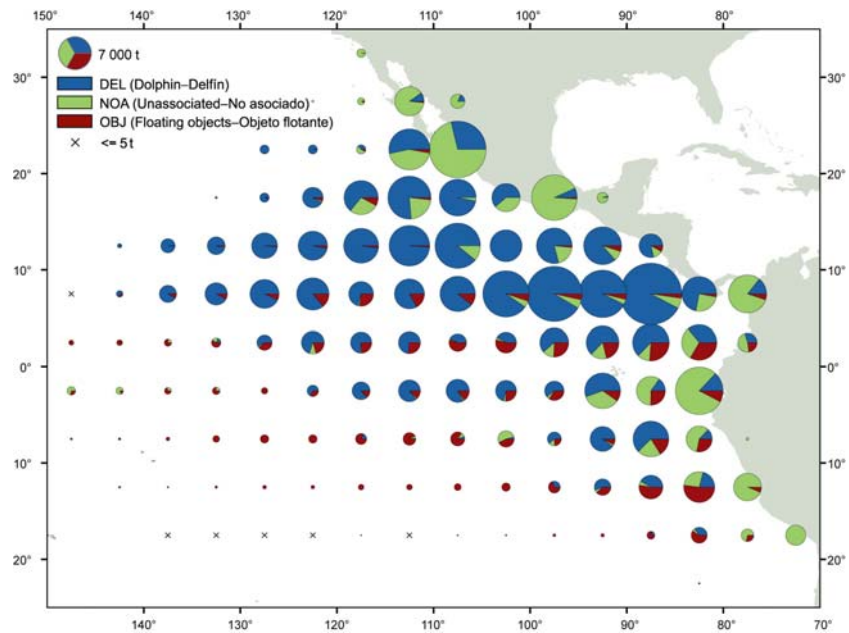 150° 140° 130° 120° 110° 100° 90° 80°
30°
20°
10°
0°
10°
20°
7 000 t
DEL (Dolphin–Delfín)
NOA (Unassociated–No asociado)
OBJ (Floating objects–Objeto flotante)
<= 5 t
30°
20°
10°
0°
10°
20°
140° 130° 120° 110° 100° 90° 80° 70°